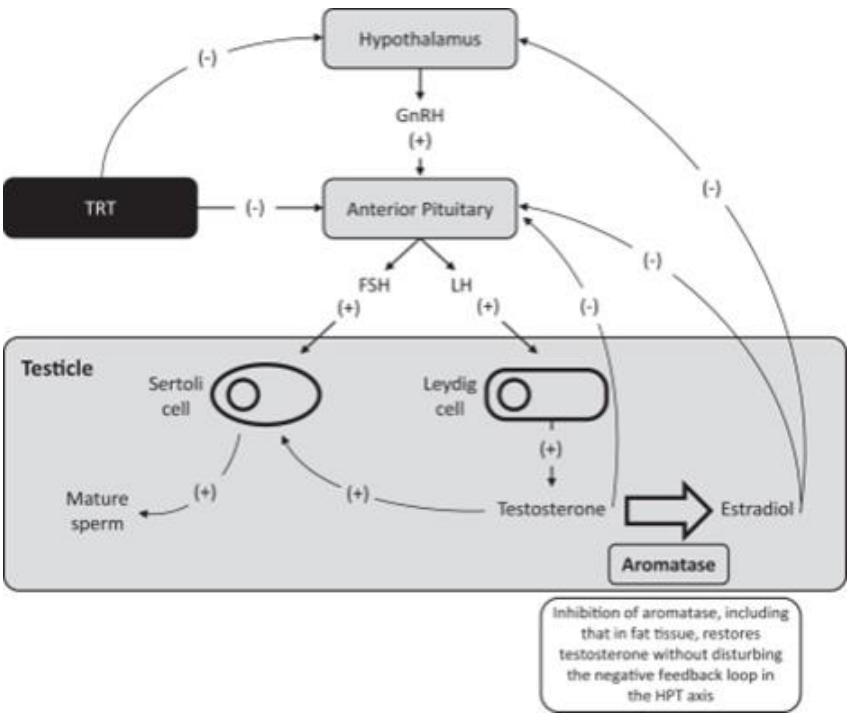 Hypothalamus
(-)
GnRH
(+)
(-)
TRT
(-)
Anterior Pituitary
(-)
FSH
LH
(+)
(+)
(-)
Testicle
Sertoli
cell
Leydig
cell
(+)
Mature
sperm
(+)
(+)
Testosterone
Estradiol
Aromatase
Inhibition of aromatase, including
that in fat tissue, restores
testosterone without disturbing
the negative feedback loop in
the HPT axis